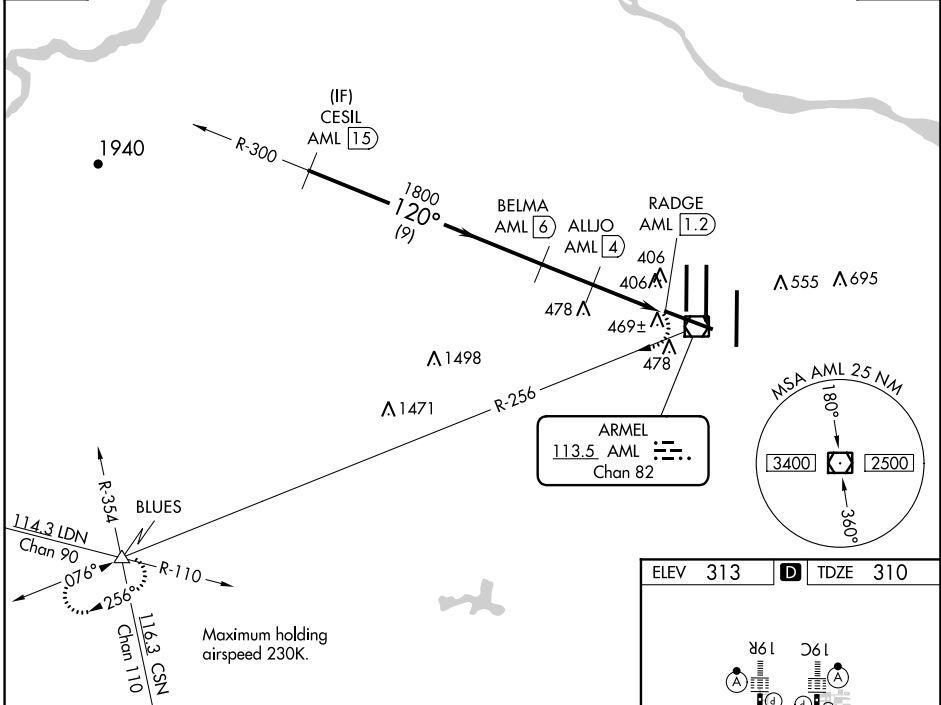 (IF)
CESIL
AML 15
1940
R-300
1800
120°
(9)
BELMA
AML 6
ALLJO
AML 4
RADGE
AML 1.2
406
406
478
469±
478
555
695
1498
1471
R-256
MSA AML 25 NM
180°
3400
2500
360°
ARMEL
113.5 AML
Chan 82
R-354
BLUES
114.3 LDN
Chan 90
R-110
076°
256°
116.3 CSN
Chan 110
Maximum holding
airspeed 230K.
ELEV 313 D TDZE 310
19R 19C
A A
P P